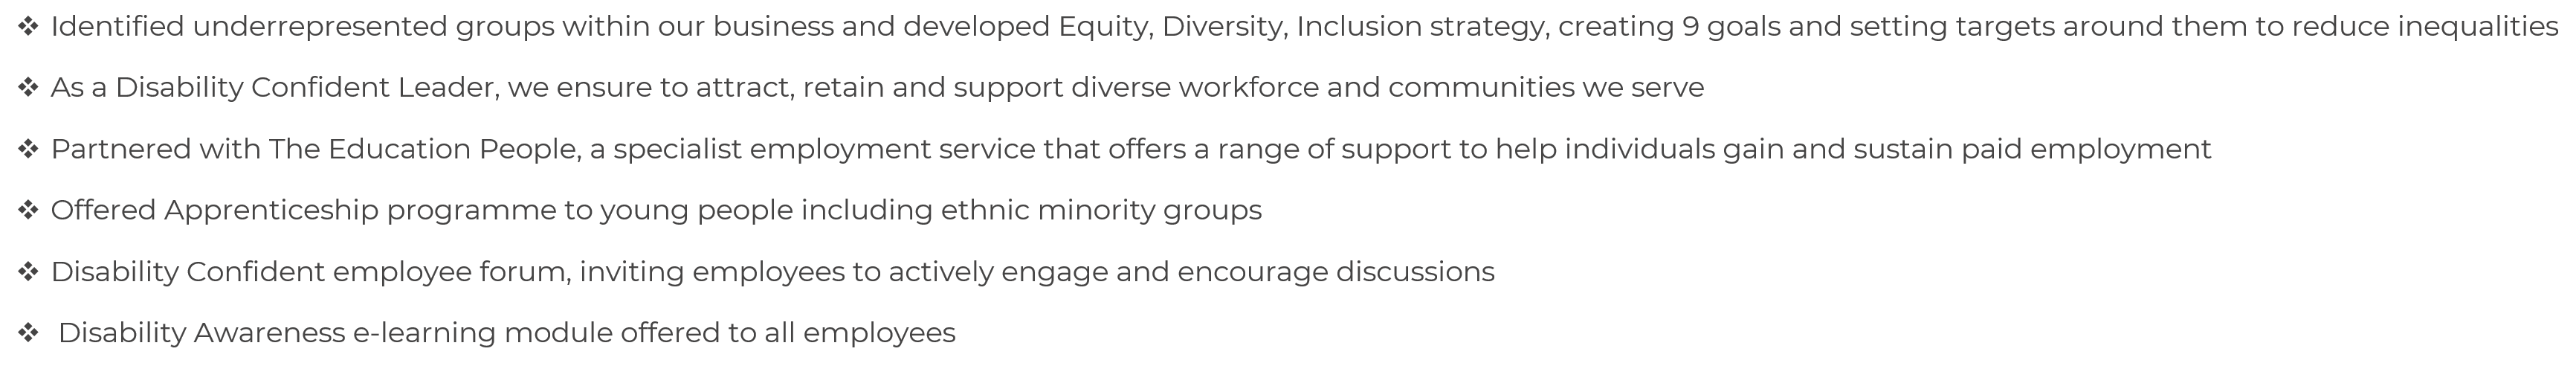 ❖ Identified underrepresented groups within our business and developed Equity, Diversity, Inclusion strategy, creating 9 goals and setting targets around them to reduce inequalities
❖ As a Disability Confident Leader, we ensure to attract, retain and support diverse workforce and communities we serve
❖ Partnered with The Education People, a specialist employment service that offers a range of support to help individuals gain and sustain paid employment
❖ Offered Apprenticeship programme to young people including ethnic minority groups
❖ Disability Confident employee forum, inviting employees to actively engage and encourage discussions
❖ Disability Awareness e-learning module offered to all employees